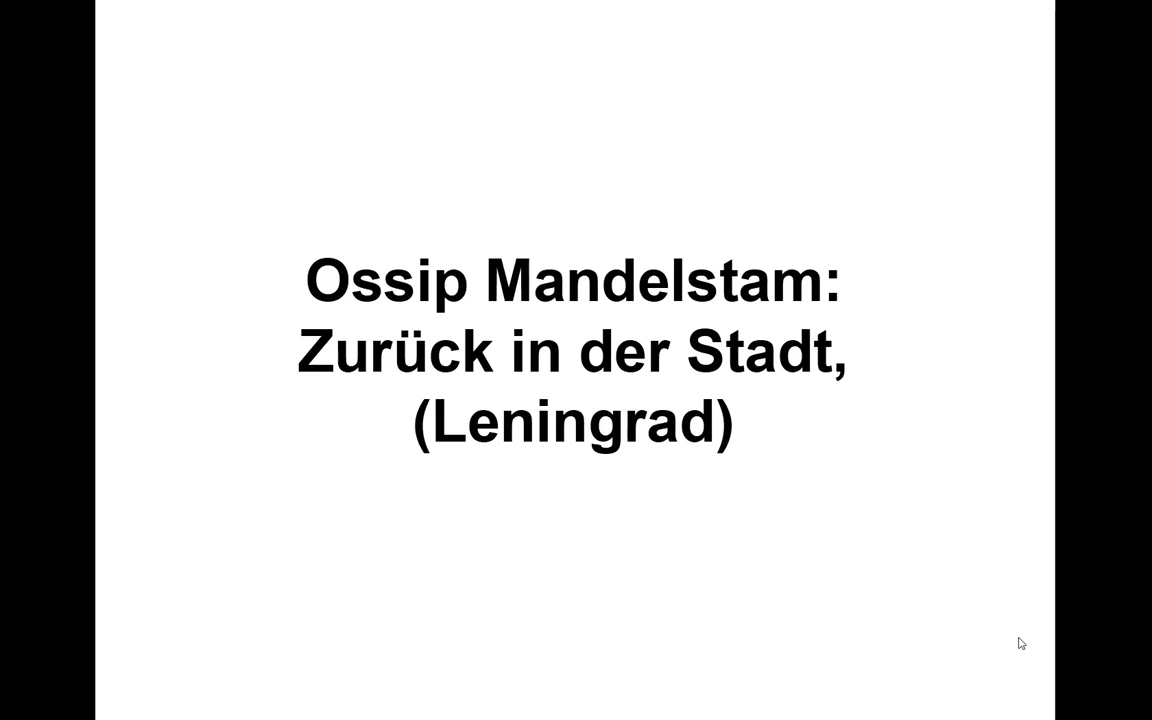 Ossip Mandelstam:
Zurück in der Stadt,
(Leningrad)